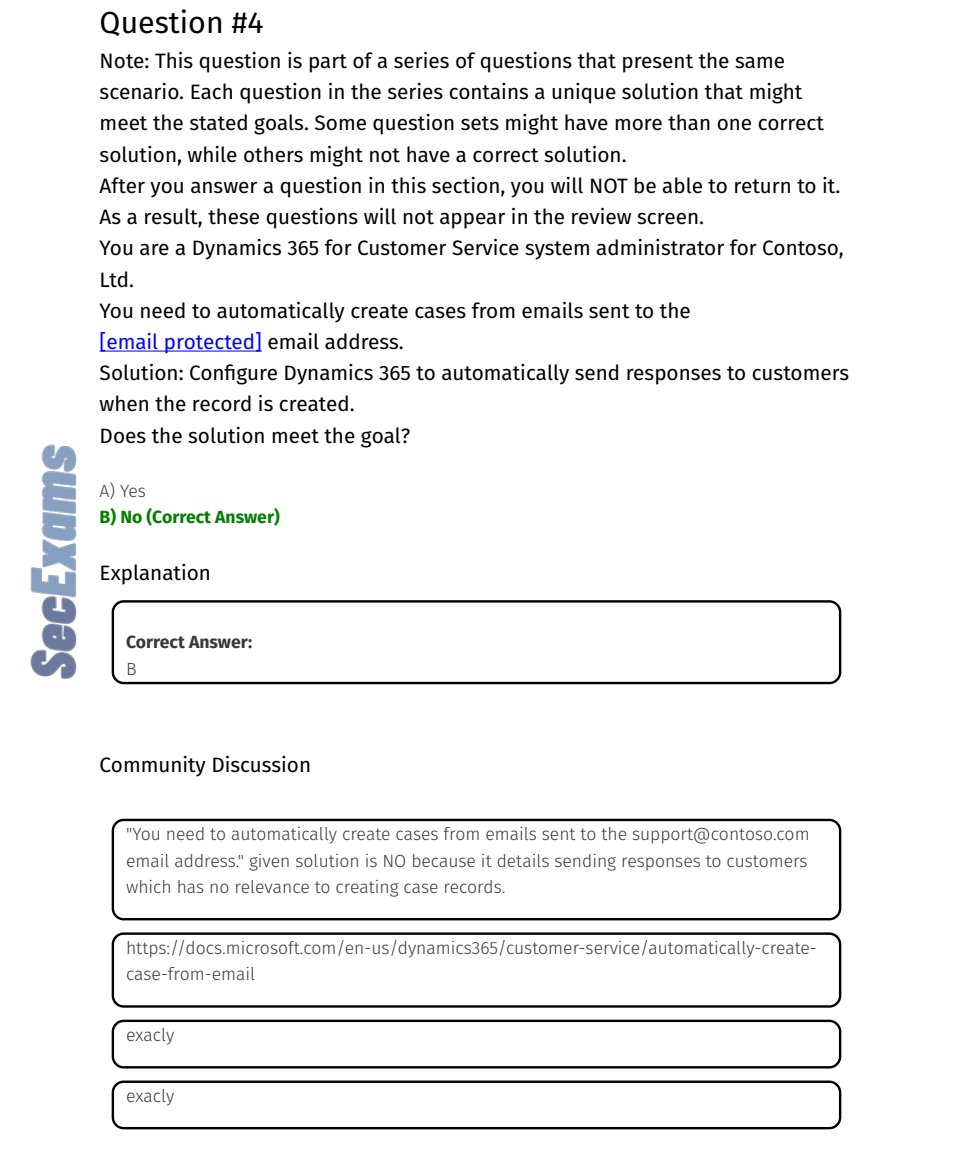 Question #4
Note: This question is part of a series of questions that present the same
scenario. Each question in the series contains a unique solution that might
meet the stated goals. Some question sets might have more than one correct
solution, while others might not have a correct solution.
After you answer a question in this section, you will NOT be able to return to it.
As a result, these questions will not appear in the review screen.
You are a Dynamics 365 for Customer Service system administrator for Contoso,
Ltd.
You need to automatically create cases from emails sent to the
[email protected] email address.
Solution: Configure Dynamics 365 to automatically send responses to customers
when the record is created.
Does the solution meet the goal?
SecExams
A) Yes
B) No (Correct Answer)
Explanation
Correct Answer:
B
Community Discussion
"You need to automatically create cases from emails sent to the support@contoso.com
email address." given solution is NO because it details sending responses to customers
which has no relevance to creating case records.
https://docs.microsoft.com/en-us/dynamics365/customer-service/automatically-create-
case-from-email
exacly
exacly